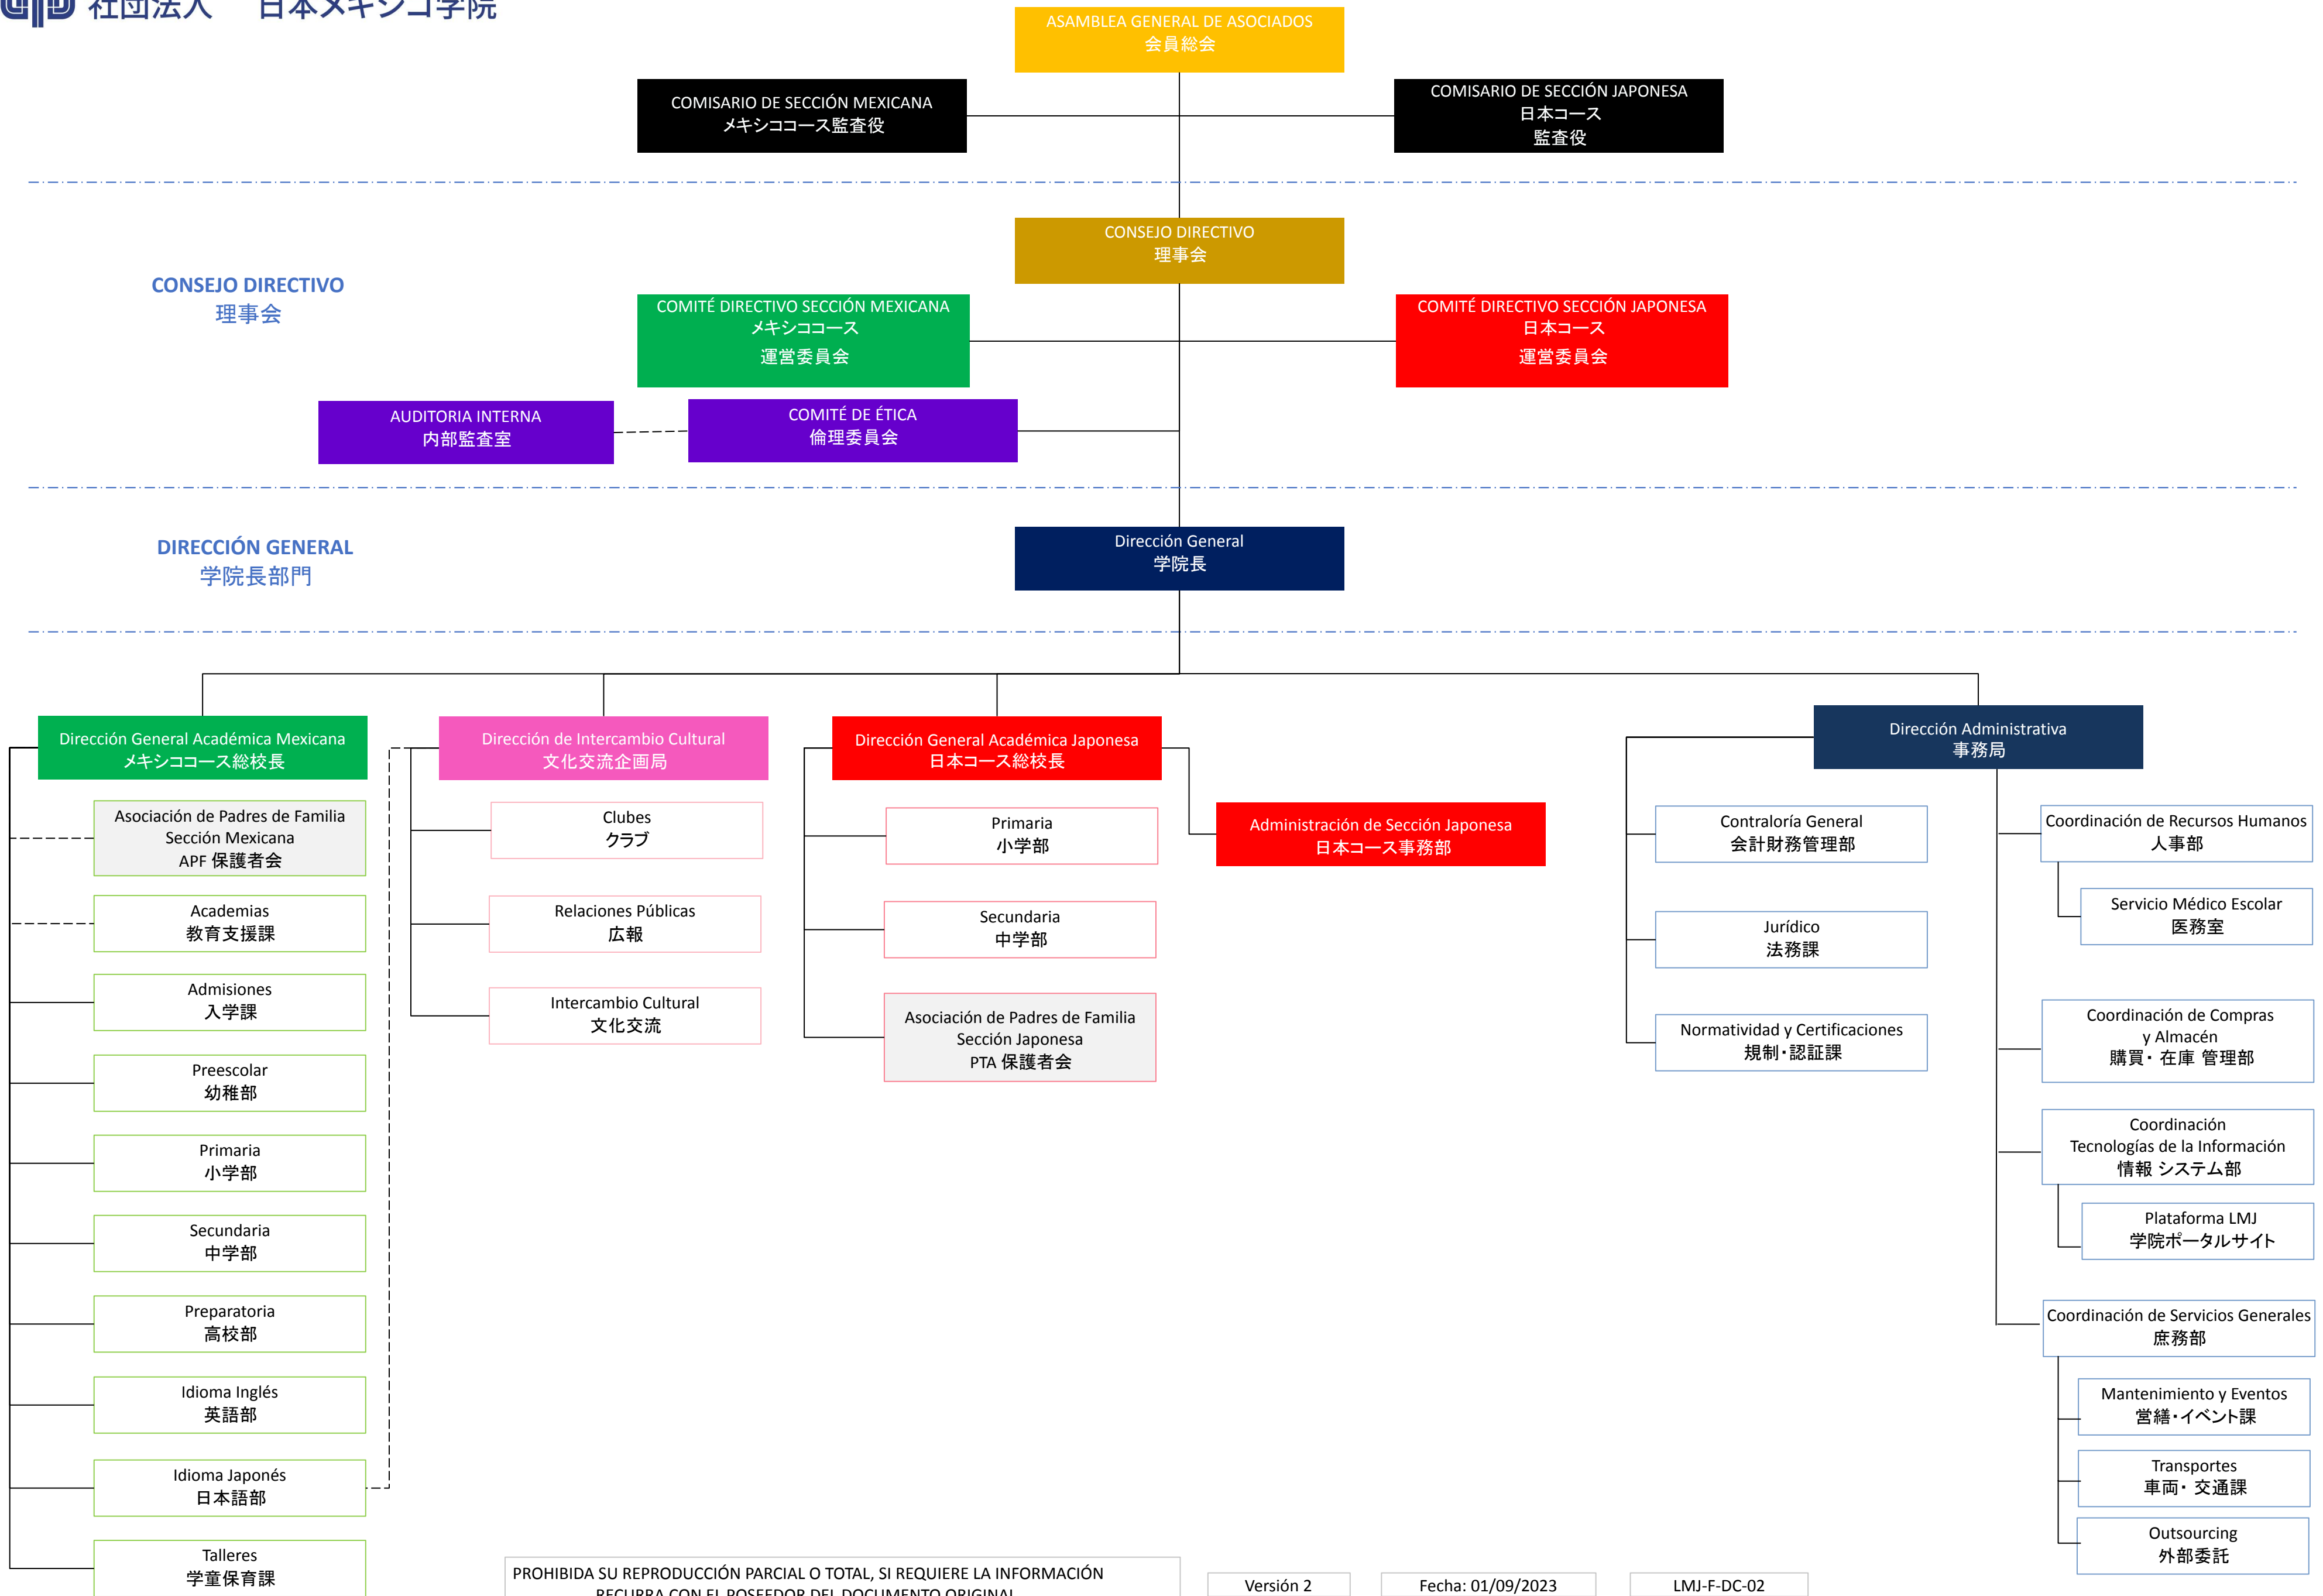 社団法人 日本メキシコ学院
ASAMBLEA GENERAL DE ASOCIADOS
会員総会
COMISARIO DE SECCIÓN MEXICANA
メキシココース監査役
COMISARIO DE SECCIÓN JAPONESA
日本コース
監査役
CONSEJO DIRECTIVO
理事会
CONSEJO DIRECTIVO
理事会
COMITÉ DIRECTIVO SECCIÓN MEXICANA
メキシココース
運営委員会
COMITÉ DIRECTIVO SECCIÓN JAPONESA
日本コース
運営委員会
AUDITORIA INTERNA
内部監査室
COMITÉ DE ÉTICA
倫理委員会
DIRECCIÓN GENERAL
学院長部門
Dirección General
学院長
Dirección General Académica Mexicana
メキシココース総校長
Asociación de Padres de Familia
Sección Mexicana
APF 保護者会
Academias
教育支援課
Admisiones
入学課
Preescolar
幼稚部
Primaria
小学部
Secundaria
中学部
Preparatoria
高校部
Idioma Inglés
英語部
Idioma Japonés
日本語部
Talleres
学童保育課
Dirección de Intercambio Cultural
文化交流企画局
Clubes
クラブ
Relaciones Públicas
広報
Intercambio Cultural
文化交流
Dirección General Académica Japonesa
日本コース総校長
Primaria
小学部
Secundaria
中学部
Asociación de Padres de Familia
Sección Japonesa
PTA 保護者会
Administración de Sección Japonesa
日本コース事務部
Dirección Administrativa
事務局
Contraloría General
会計財務管理部
Jurídico
法務課
Normatividad y Certificaciones
規制・認証課
Coordinación de Recursos Humanos
人事部
Servicio Médico Escolar
医務室
Coordinación de Compras
y Almacén
購買・ 在庫 管理部
Coordinación
Tecnologías de la Información
情報 システム部
Plataforma LMJ
学院ポータルサイト
Coordinación de Servicios Generales
庶務部
Mantenimiento y Eventos
営繕・イベント課
Transportes
車両・ 交通課
Outsourcing
外部委託
PROHIBIDA SU REPRODUCCIÓN PARCIAL O TOTAL, SI REQUIERE LA INFORMACIÓN
RECURRA CON EL POSEEDOR DEL DOCUMENTO ORIGINAL
Versión 2
Fecha: 01/09/2023
LMJ-F-DC-02